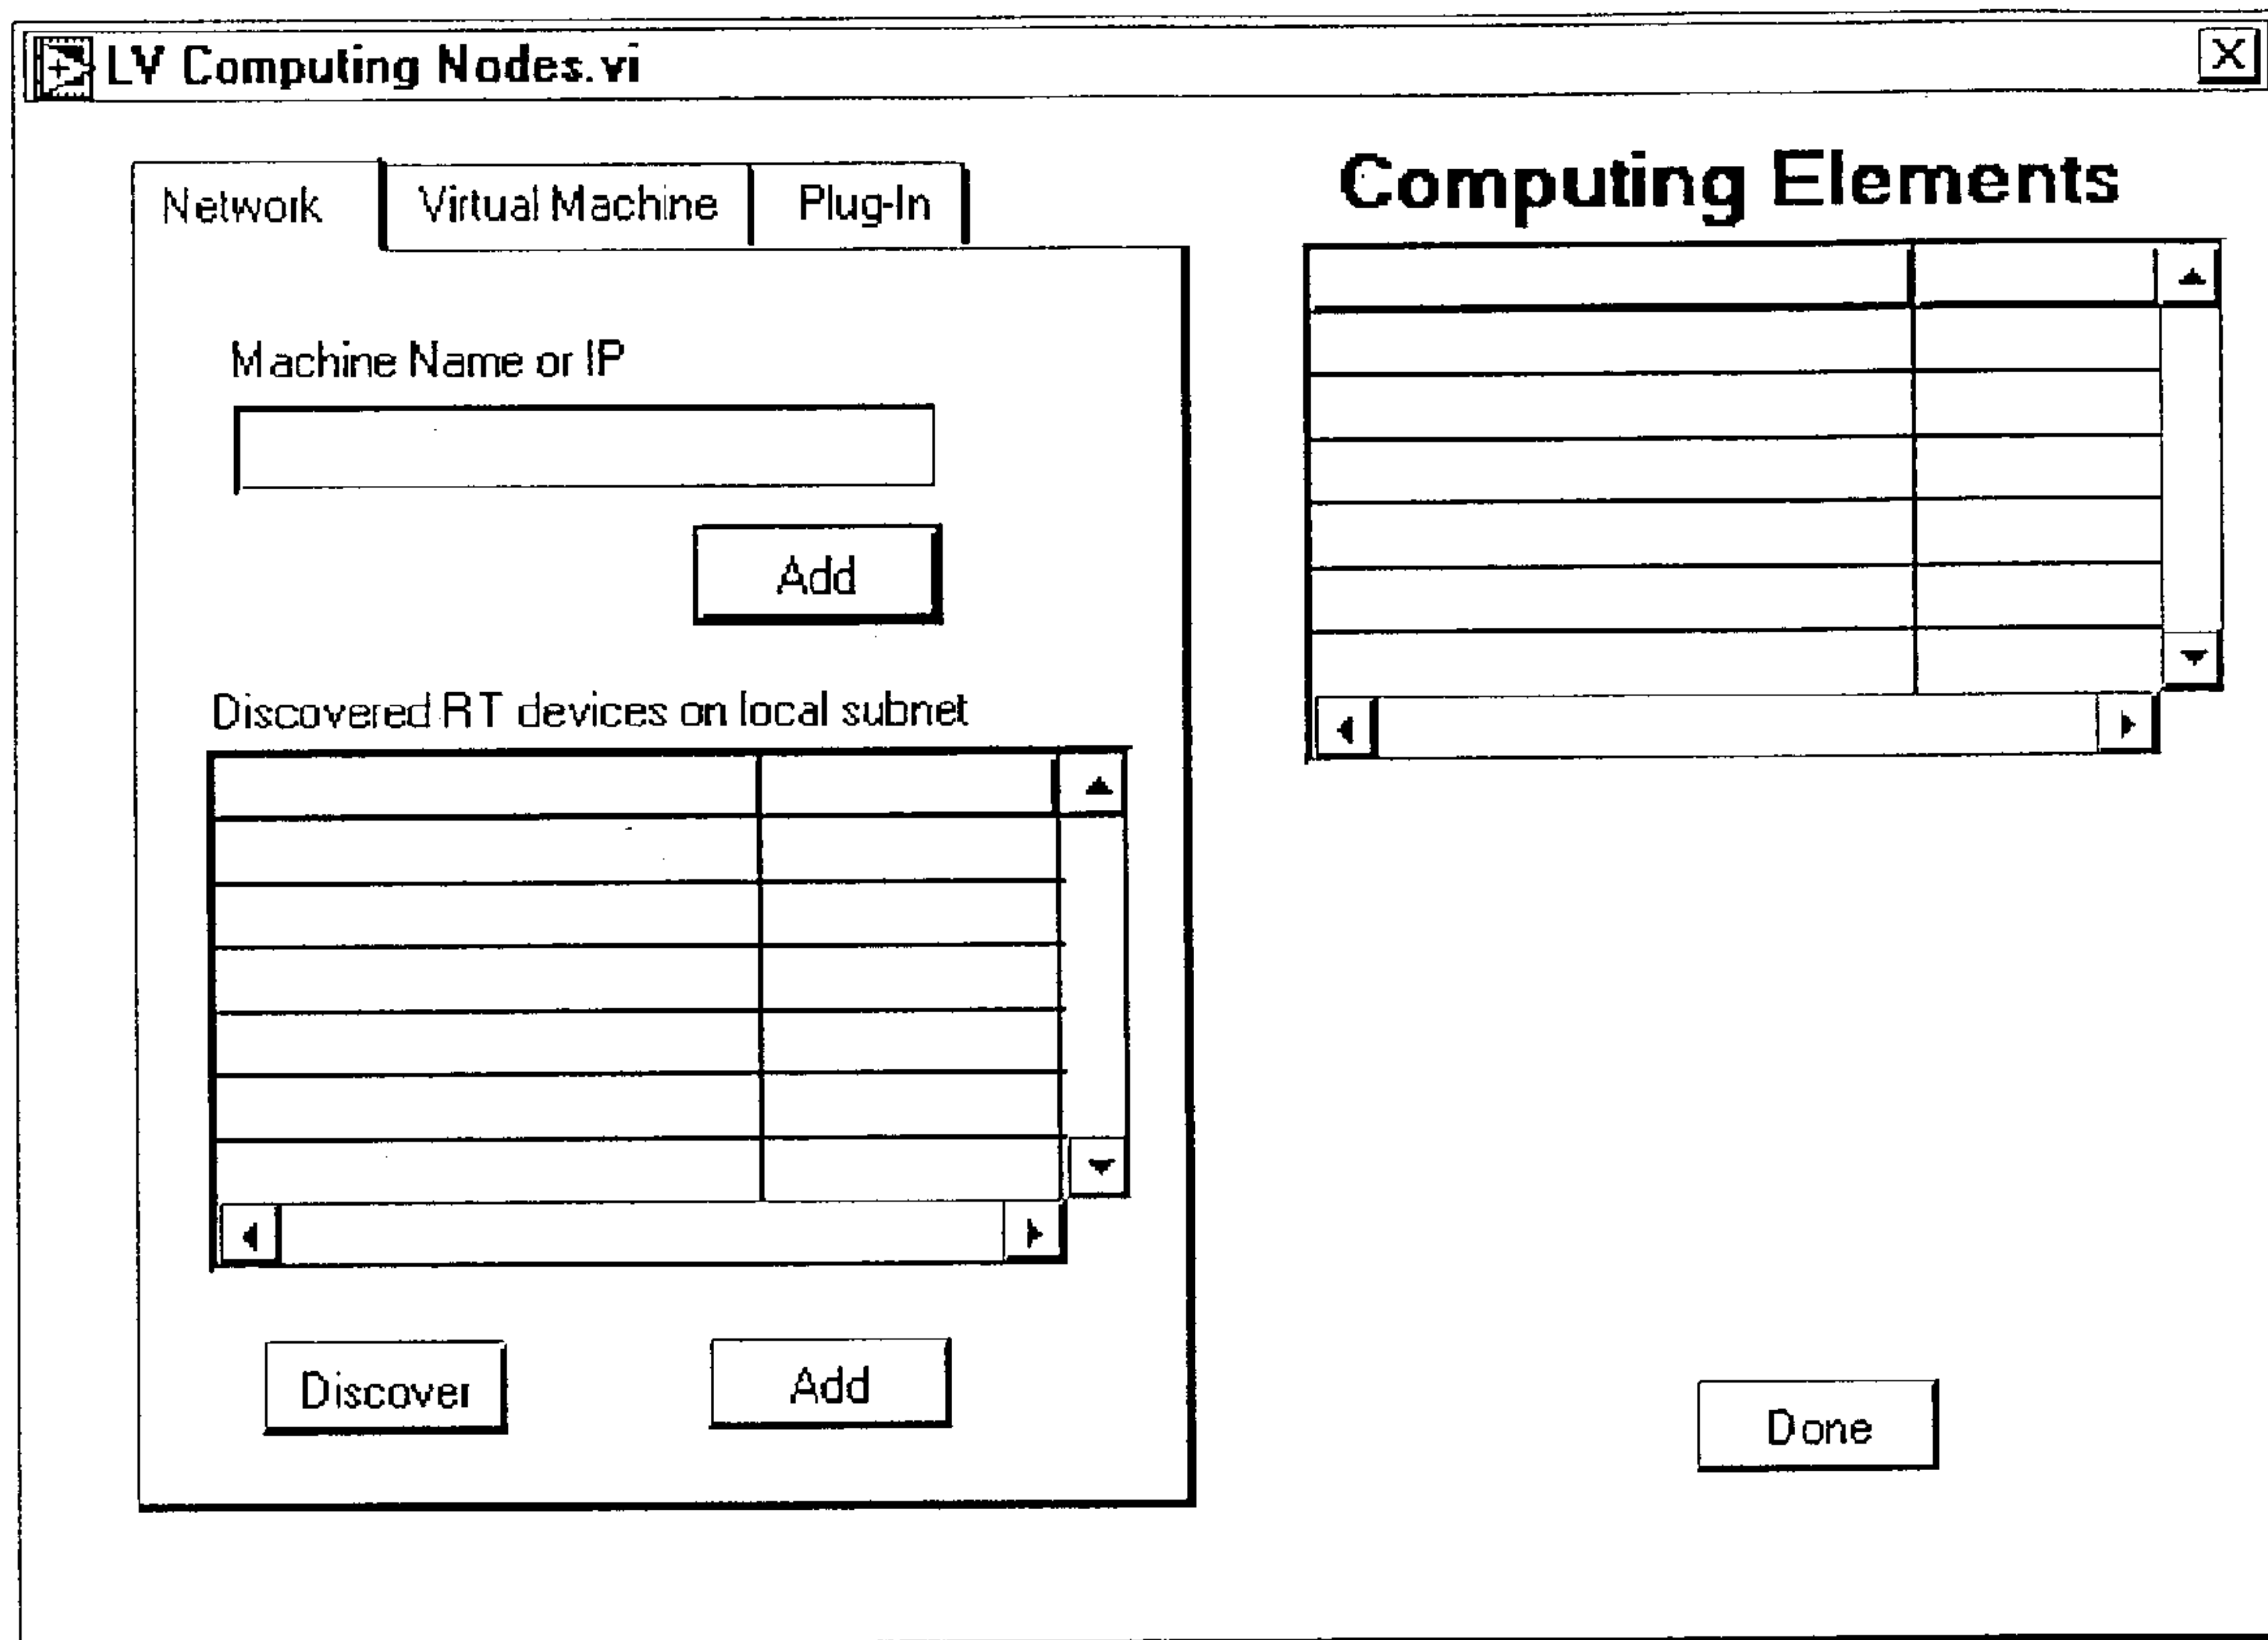 LV Computing Nodes.vi
X
Network
Virtual Machine
Plug-In
Machine Name or IP
Add
Discovered RT devices on local subnet
Discover
Add
Computing Elements
Done